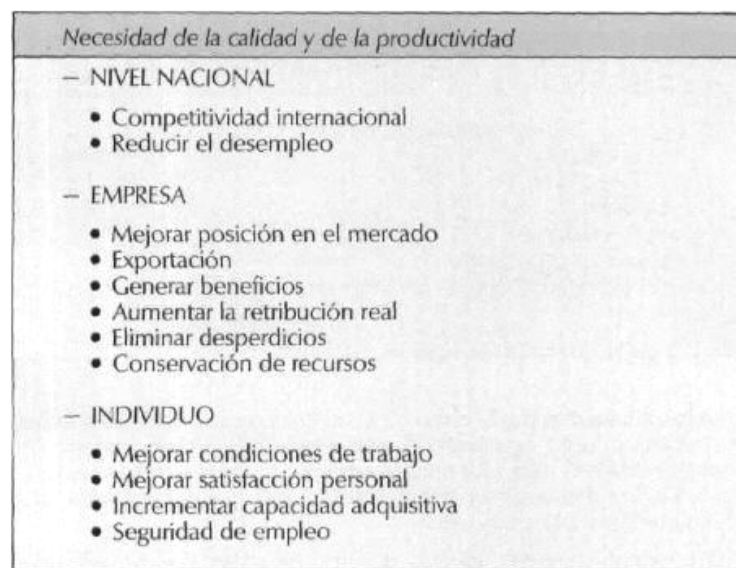 Necesidad de la calidad y de la productividad
– NIVEL NACIONAL
• Competitividad internacional
• Reducir el desempleo
– EMPRESA
• Mejorar posición en el mercado
• Exportación
• Generar beneficios
• Aumentar la retribución real
• Eliminar desperdicios
• Conservación de recursos
– INDIVIDUO
• Mejorar condiciones de trabajo
• Mejorar satisfacción personal
• Incrementar capacidad adquisitiva
• Seguridad de empleo